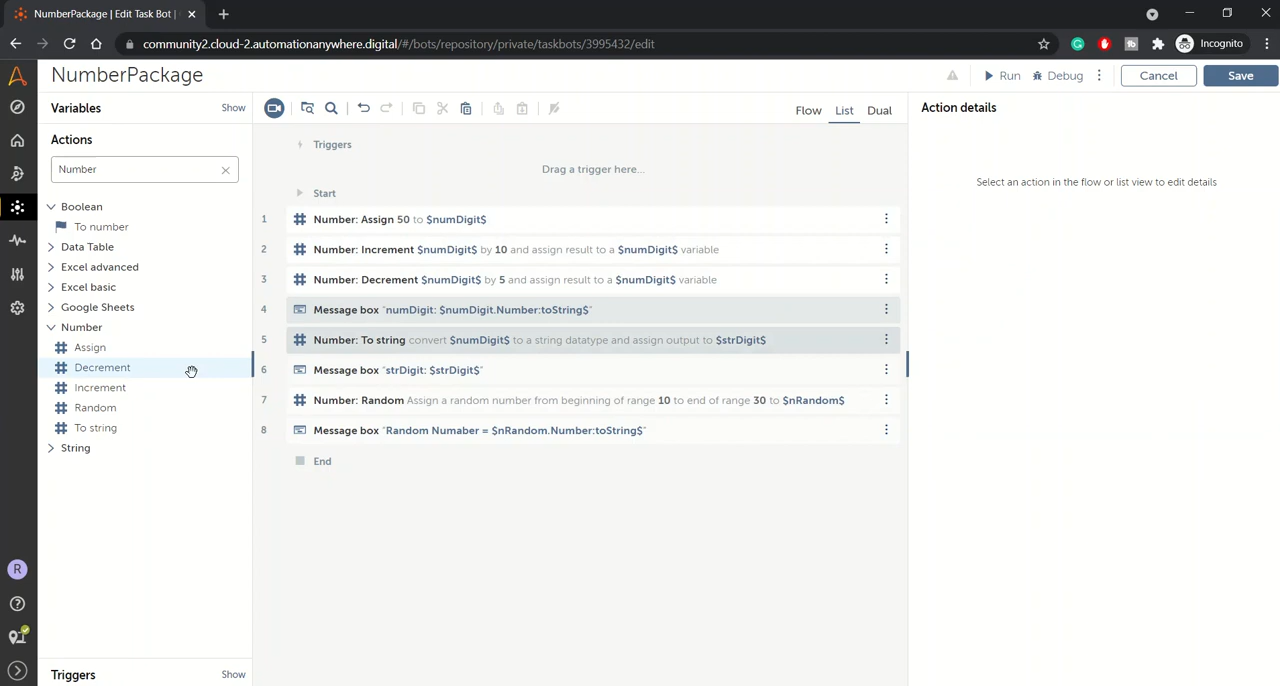 NumberPackage | Edit Task Bot |
community2.cloud-2.automationanywhere.digital/#/bots/repository/private/taskbots/3995432/edit
Incognito
NumberPackage
Run
Debug
Cancel
Save
Variables
Show
Flow
List
Dual
Action details
Actions
Number
Select an action in the flow or list view to edit details
Boolean
To number
Data Table
Excel advanced
Excel basic
Google Sheets
Number
Assign
Decrement
Increment
Random
To string
String
Triggers
Drag a trigger here...
Start
1 Number: Assign 50 to $numDigit$
2 Number: Increment $numDigit$ by 10 and assign result to a $numDigit$ variable
3 Number: Decrement $numDigit$ by 5 and assign result to a $numDigit$ variable
4 Message box "numDigit: $numDigit.Number:toString$"
5 Number: To string convert $numDigit$ to a string datatype and assign output to $strDigit$
6 Message box "strDigit: $strDigit$"
7 Number: Random Assign a random number from beginning of range 10 to end of range 30 to $nRandom$
8 Message box "Random Numaber = $nRandom.Number:toString$"
End
R
Triggers
Show